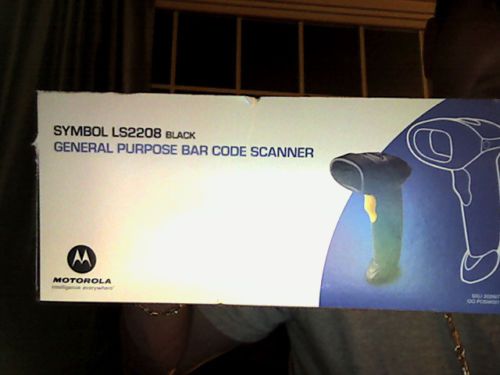 SYMBOL LS2208 BLACK
GENERAL PURPOSE BAR CODE SCANNER
MOTOROLA
intelligence everywhere